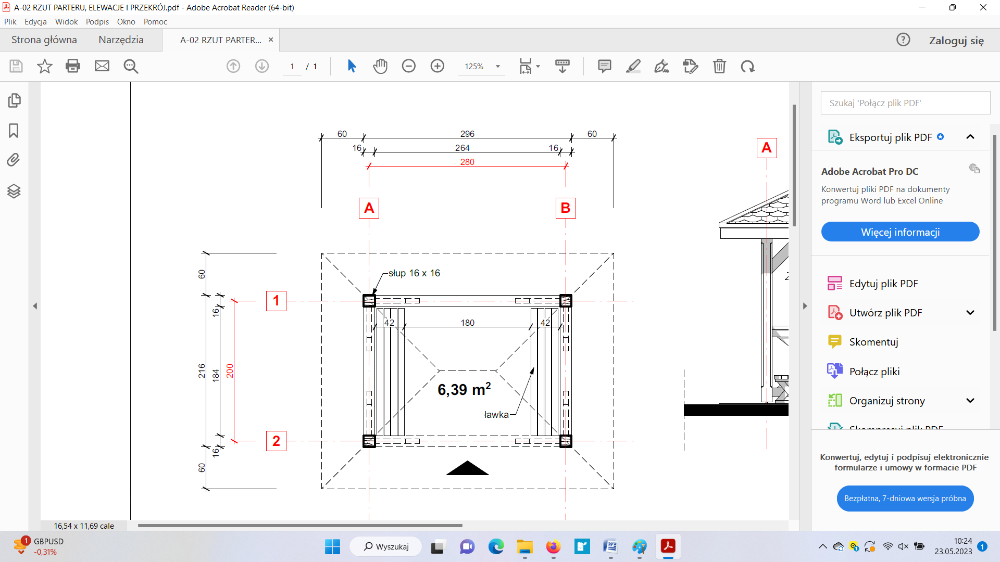 A-02 RZUT PARTERU, ELEWACJE I PRZEKRÓJ.pdf - Adobe Acrobat Reader (64-bit)
Plik Edycja Widok Podpis Okno Pomoc
Strona główna Narzędzia A-02 RZUT PARTER... × Zaloguj się
1 / 1 125%
Szukaj 'Połącz plik PDF'
Eksportuj plik PDF
Adobe Acrobat Pro DC
Konwertuj pliki PDF na dokumenty
programu Word lub Excel Online
Więcej informacji
Edytuj plik PDF
Utwórz plik PDF
Skomentuj
Połącz pliki
Organizuj strony
Skompresuj plik PDF
Konwertuj, edytuj i podpisuj elektronicznie
formularze i umowy w formacie PDF
Bezpłatna, 7-dniowa wersja próbna
60 296 60
16 264 16
280
A B
A
słup 16 x 16
1
42 180 42
6,39 m²
ławka
2
60
216
60
16
184
16
200
16,54 x 11,69 cale
1
GBPUSD
-0,31%
Wyszukaj
10:24
23.05.2023
1